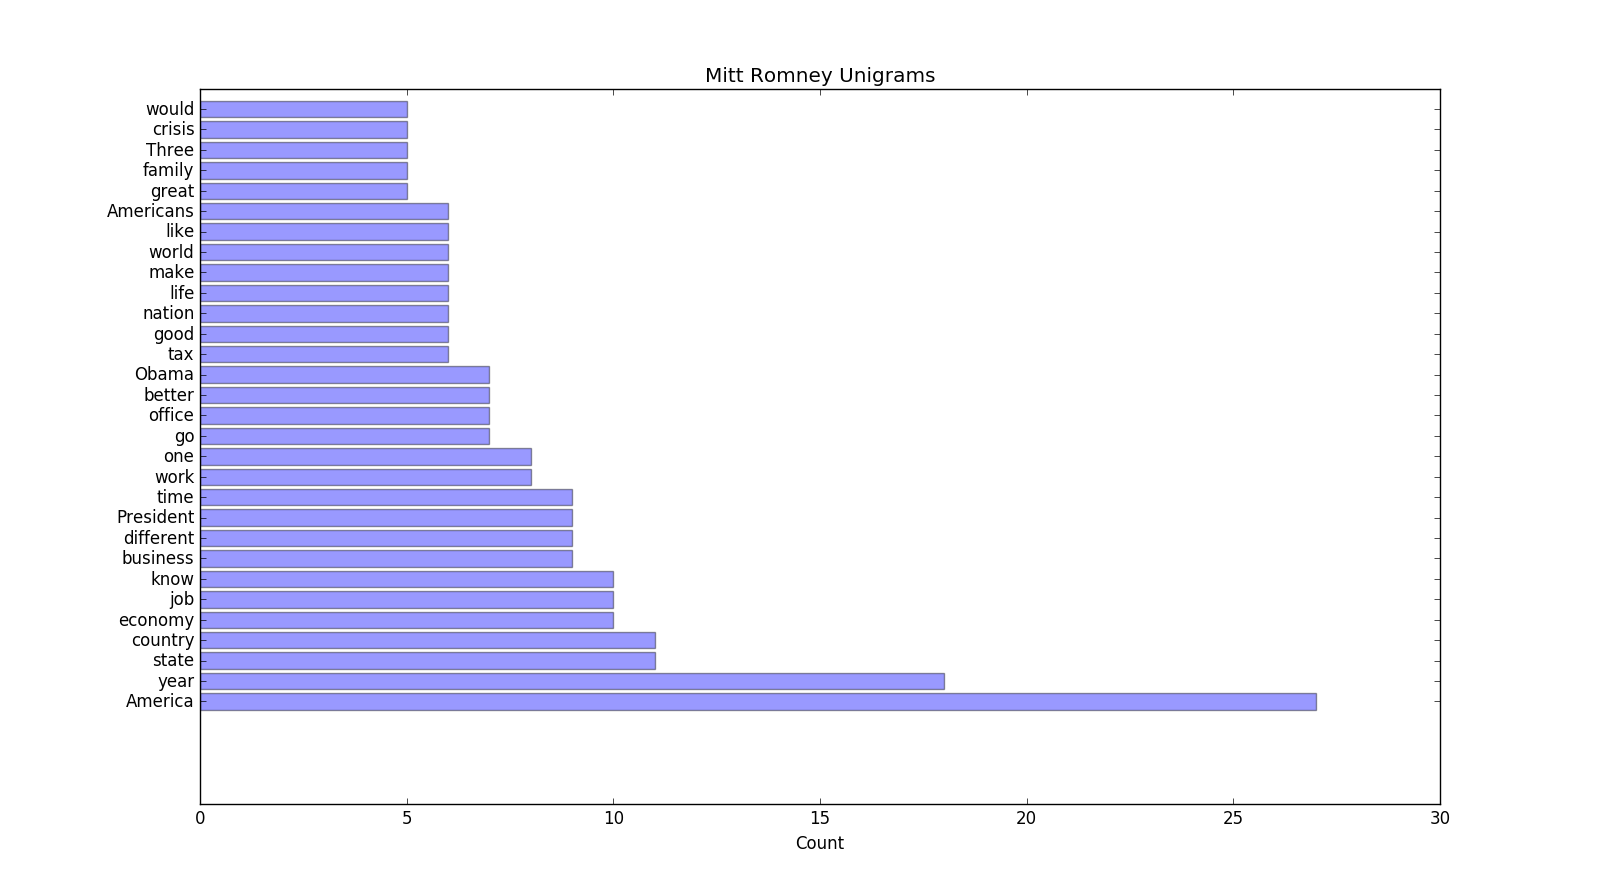 Mitt Romney Unigrams
would
crisis
Three
family
great
Americans
like
world
make
life
nation
good
tax
Obama
better
office
go
one
work
time
President
different
business
know
job
economy
country
state
year
America
0 5 10 15 20 25 30
Count